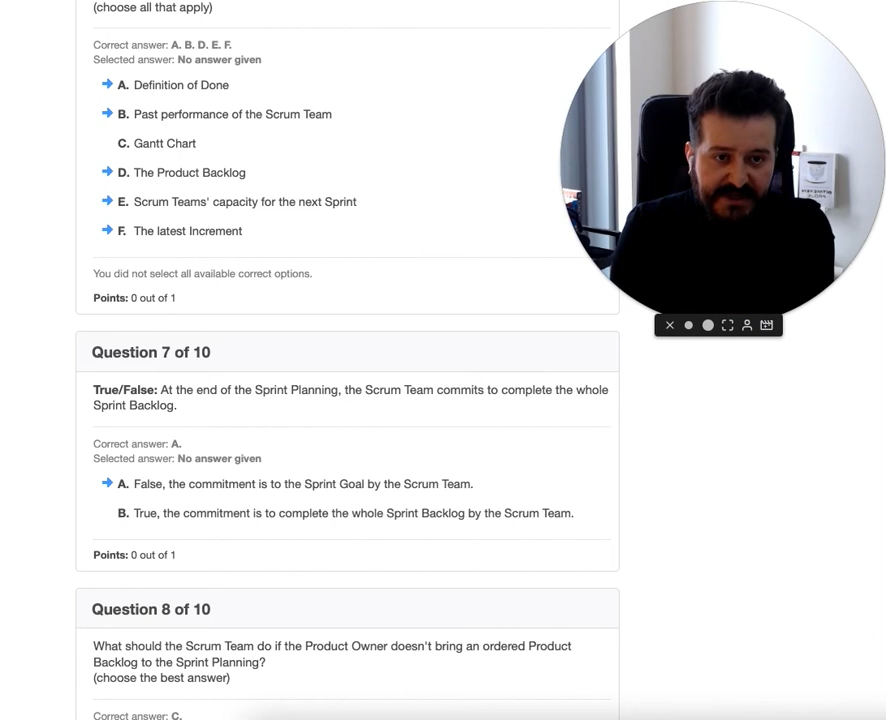 (choose all that apply)
Correct answer: A. B. D. E. F.
Selected answer: No answer given
A. Definition of Done
B. Past performance of the Scrum Team
C. Gantt Chart
D. The Product Backlog
E. Scrum Teams' capacity for the next Sprint
F. The latest Increment
You did not select all available correct options.
Points: 0 out of 1
Question 7 of 10
True/False: At the end of the Sprint Planning, the Scrum Team commits to complete the whole
Sprint Backlog.
Correct answer: A.
Selected answer: No answer given
A. False, the commitment is to the Sprint Goal by the Scrum Team.
B. True, the commitment is to complete the whole Sprint Backlog by the Scrum Team.
Points: 0 out of 1
Question 8 of 10
What should the Scrum Team do if the Product Owner doesn't bring an ordered Product
Backlog to the Sprint Planning?
(choose the best answer)
Correct answer: C.